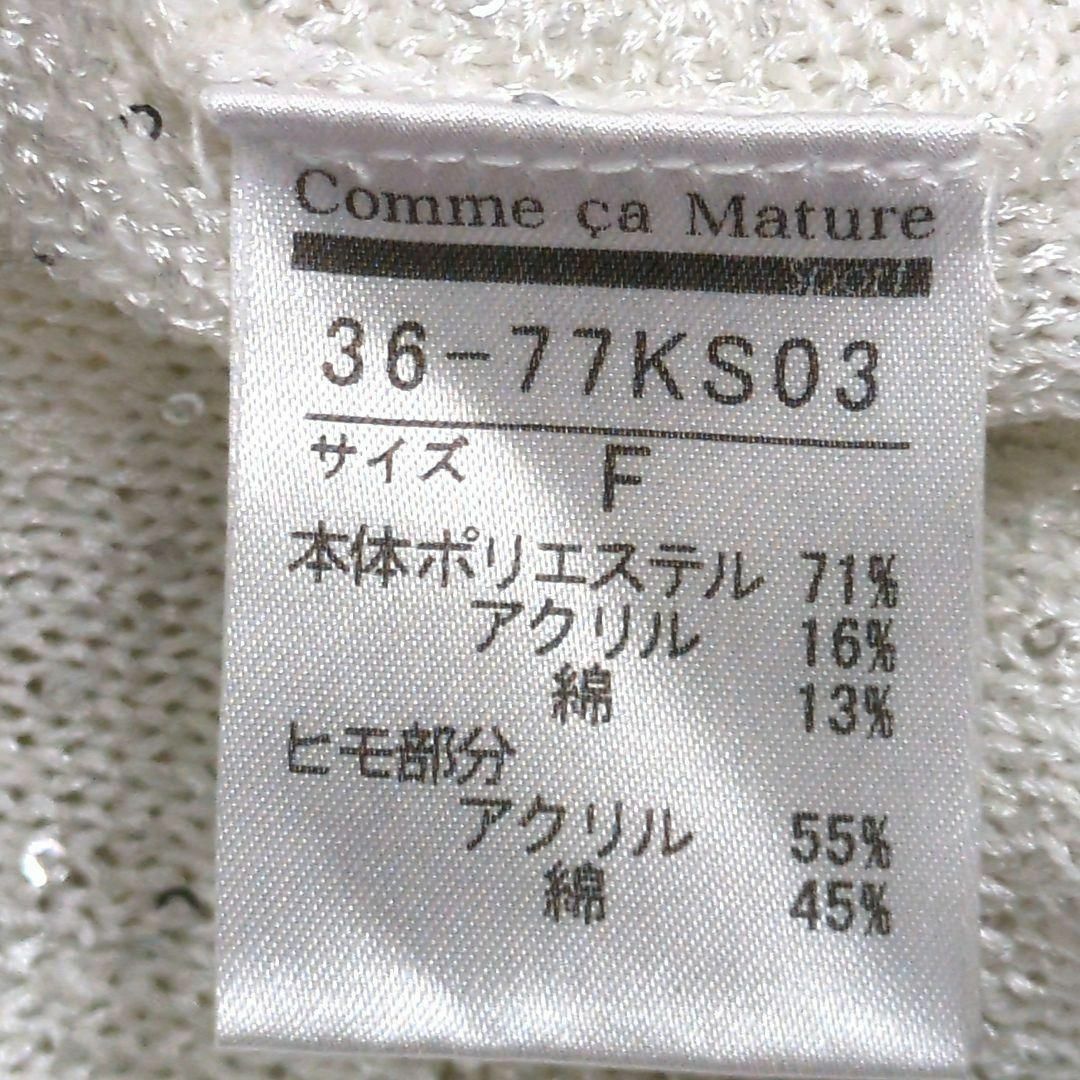 Comme ça Mature
36-77KS03
サイズ F
本体ポリエステル 71%
アクリル 16%
綿 13%
ヒモ部分
アクリル 55%
綿 45%